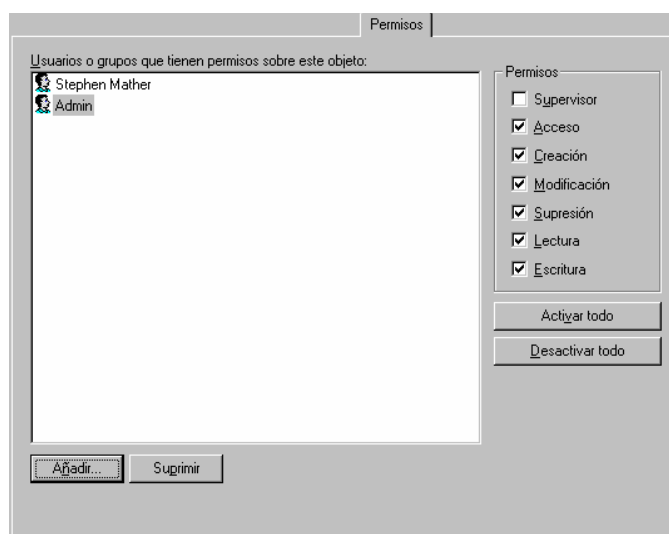 Permisos
Usuarios o grupos que tienen permisos sobre este objeto:
Stephen Mather
Admin
Permisos
Supervisor
Acceso
Creación
Modificación
Supresión
Lectura
Escritura
Activar todo
Desactivar todo
Añadir...
Suprimir